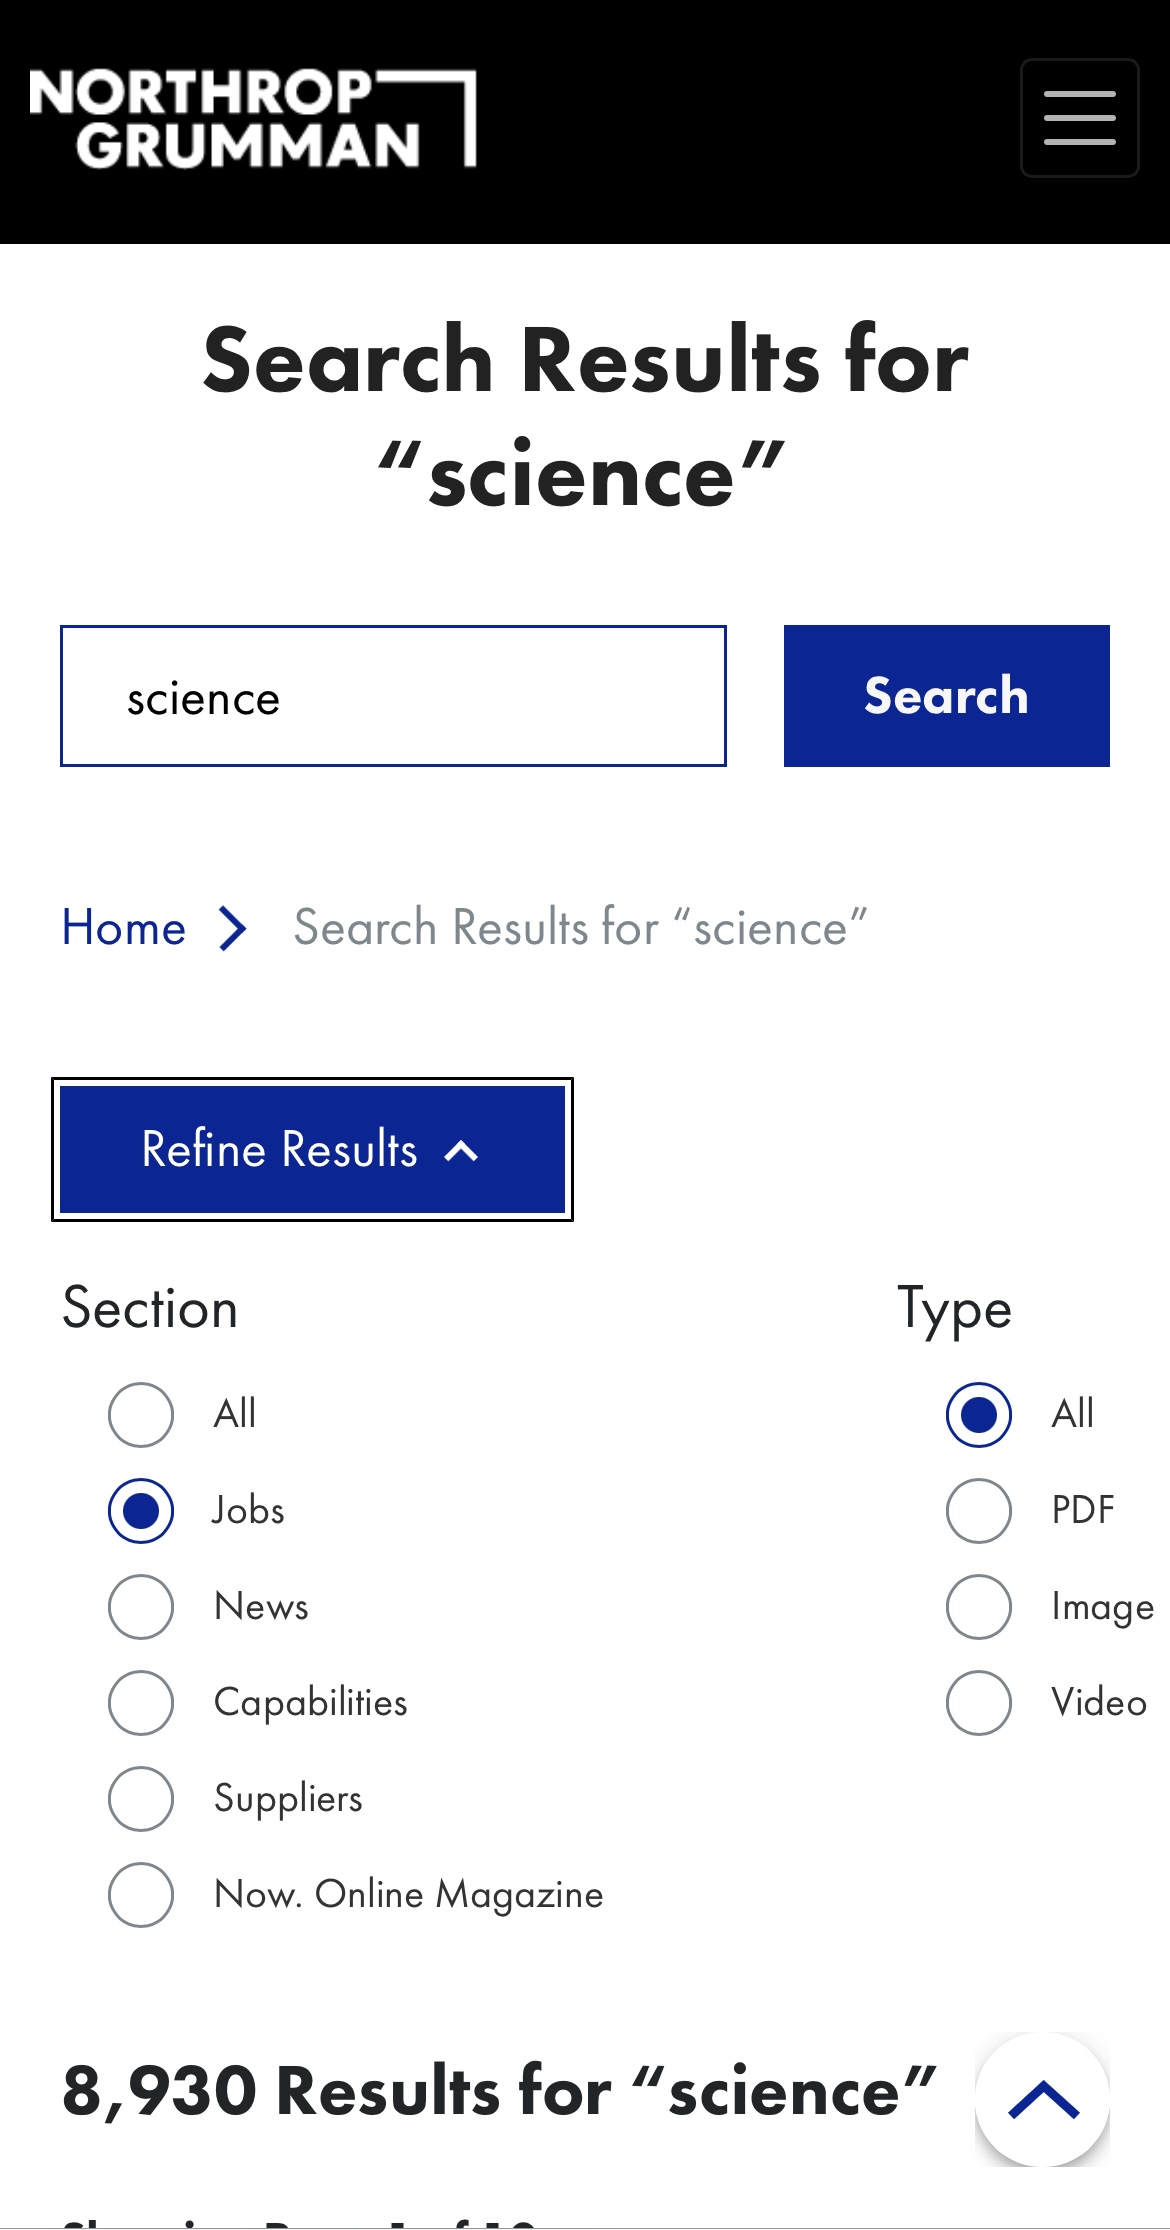 NORTHROP
GRUMMAN
Search Results for
“science”
science
Search
Home
Search Results for “science”
Refine Results
Section
Type
All
All
Jobs
PDF
News
Image
Capabilities
Video
Suppliers
Now. Online Magazine
8,930 Results for “science”